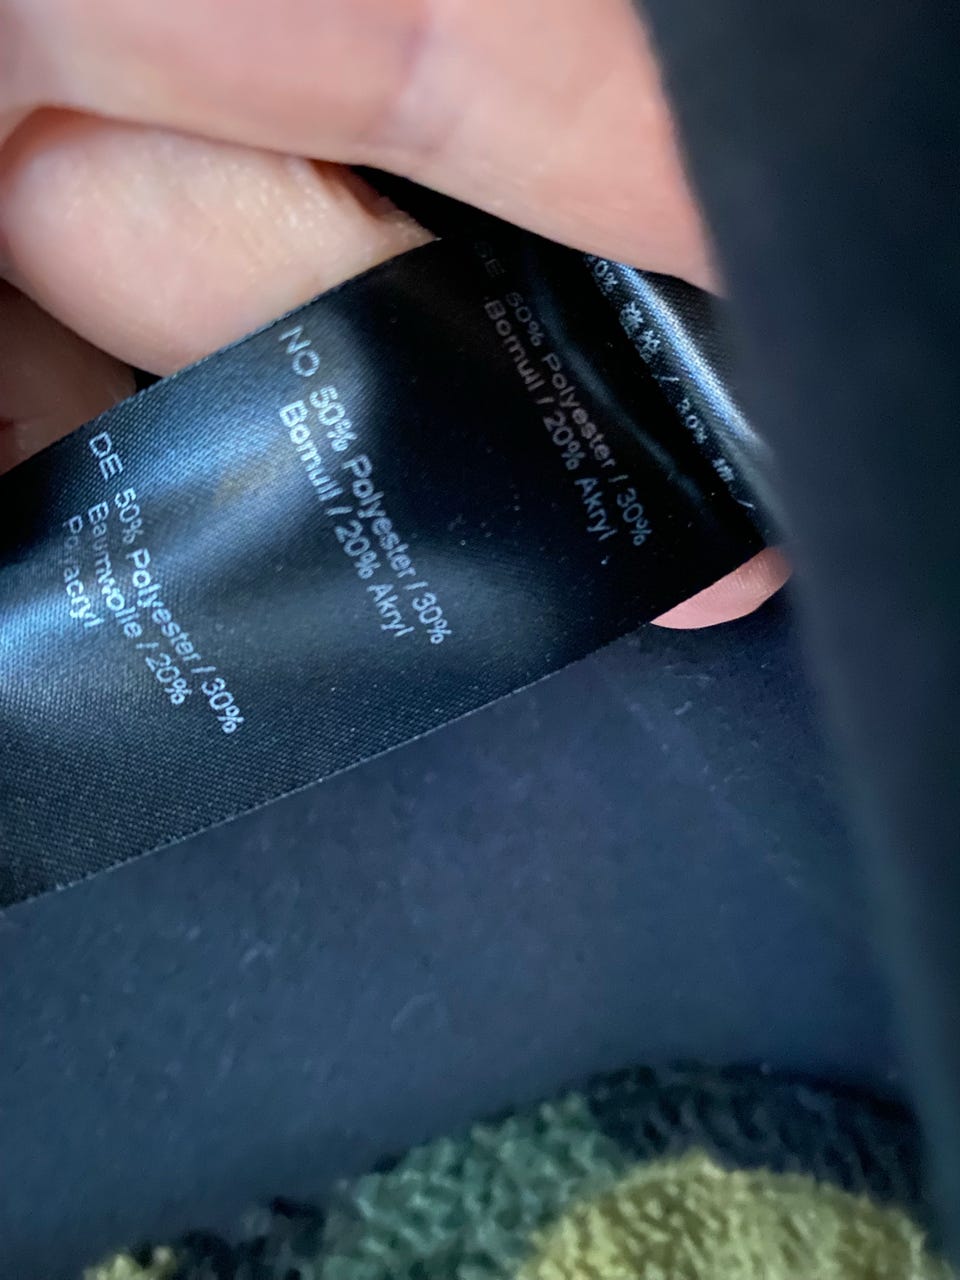 SE 50% Polyester / 30%
Bomull / 20% Akryl
NO 50% Polyester / 30%
Bomull / 20% Akryl
DE 50% Polyester / 30%
Baumwolle / 20%
Polyacryl